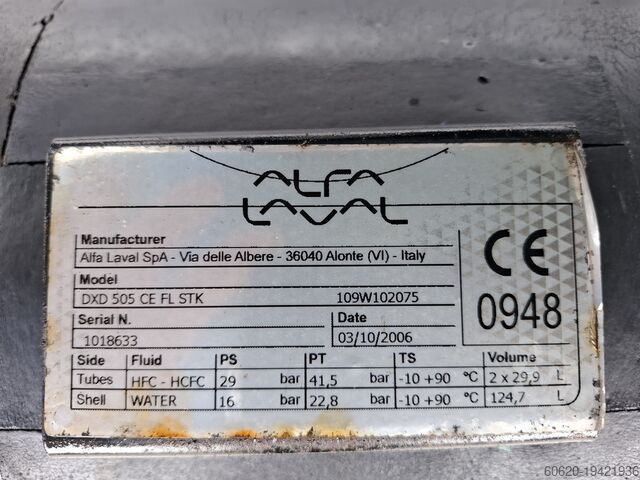 ALFA
LAVAL
Manufacturer
Alfa Laval SpA - Via delle Albere - 36040 Alonte (VI) - Italy
Model
DXD 505 CE FL STK 109W102075
Serial N. Date
1018633 03/10/2006
CE
0948
Side Fluid PS PT TS Volume
Tubes HFC - HCFC 29 bar 41,5 bar -10 +90 °C 2 x 29,9 L
Shell WATER 16 bar 22,8 bar -10 +90 °C 124,7 L
60620-19421936